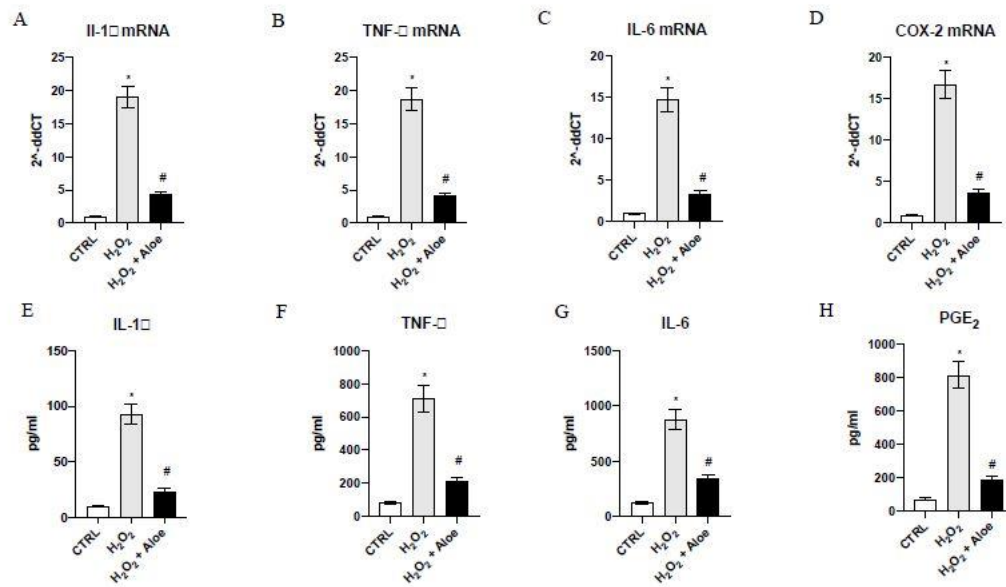 A
Il-1□ mRNA
2^-ddCT
25
20
15
10
5
0
*
#
CTRL
H₂O₂
H₂O₂ + Aloe
B
TNF-□ mRNA
2^-ddCT
25
20
15
10
5
0
*
#
CTRL
H₂O₂
H₂O₂ + Aloe
C
IL-6 mRNA
2^-ddCT
20
15
10
5
0
*
#
CTRL
H₂O₂
H₂O₂ + Aloe
D
COX-2 mRNA
2^-ddCT
20
15
10
5
0
*
#
CTRL
H₂O₂
H₂O₂ + Aloe
E
IL-1□
pg/ml
150
100
50
0
*
#
CTRL
H₂O₂
H₂O₂ + Aloe
F
TNF-□
pg/ml
1000
800
600
400
200
0
*
#
CTRL
H₂O₂
H₂O₂ + Aloe
G
IL-6
pg/ml
1500
1000
500
0
*
#
CTRL
H₂O₂
H₂O₂ + Aloe
H
PGE₂
pg/ml
1000
800
600
400
200
0
*
#
CTRL
H₂O₂
H₂O₂ + Aloe